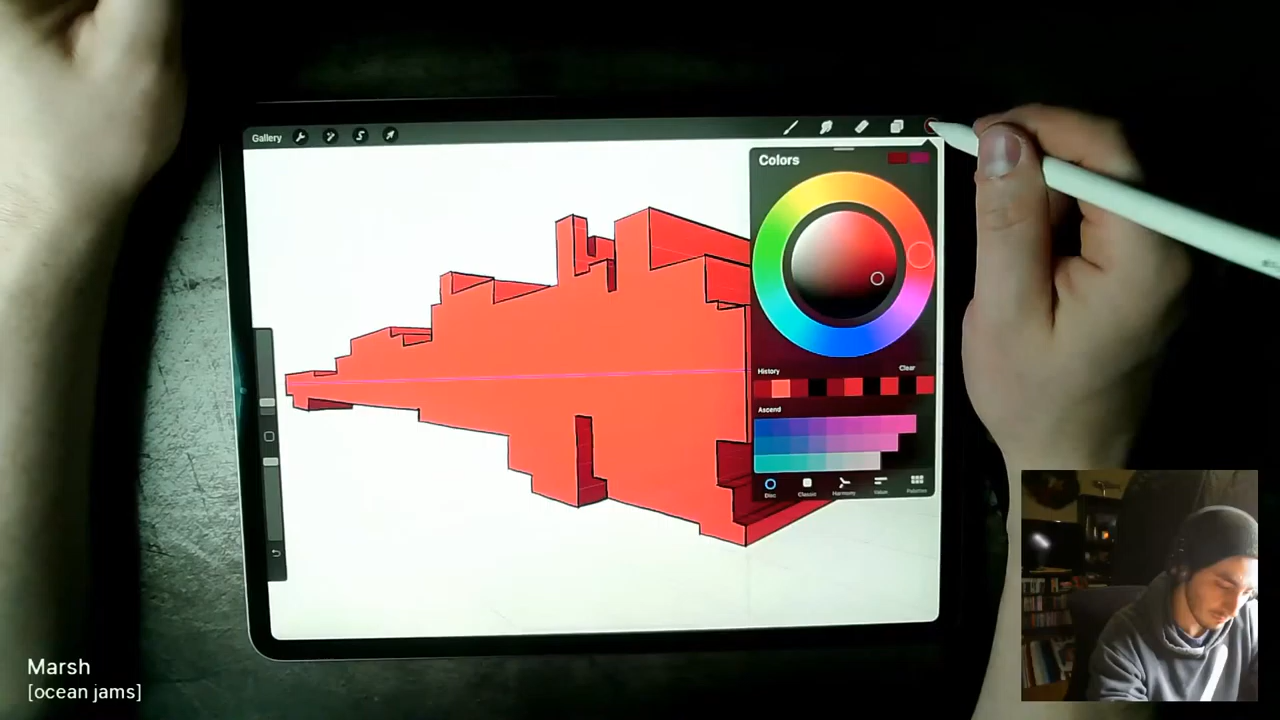 Gallery
Colors
History
Clear
Ascend
Disc
Classic
Harmony
Value
Palettes
Marsh
[ocean jams]